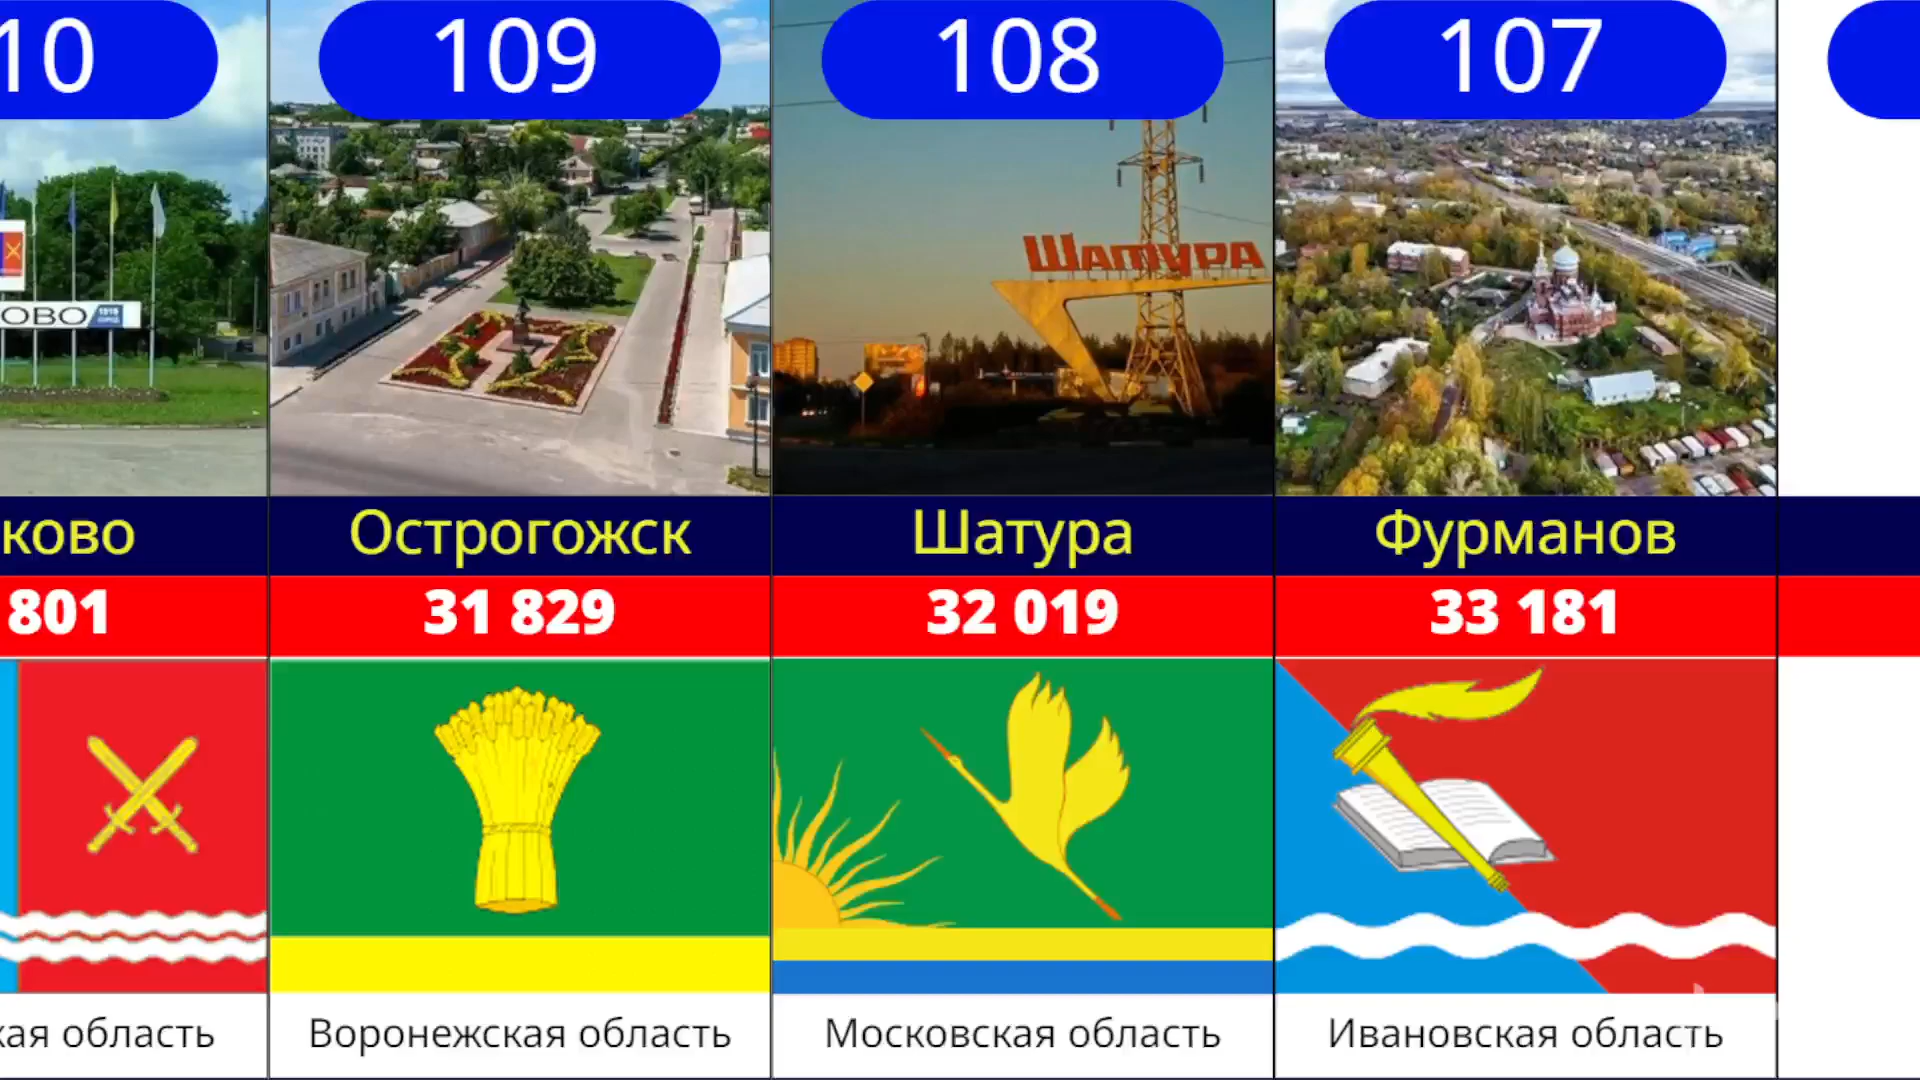 10
109
108
107
ШАТУРА
ОВО
ково
Острогожск
Шатура
Фурманов
801
31 829
32 019
33 181
кая область
Воронежская область
Московская область
Ивановская область